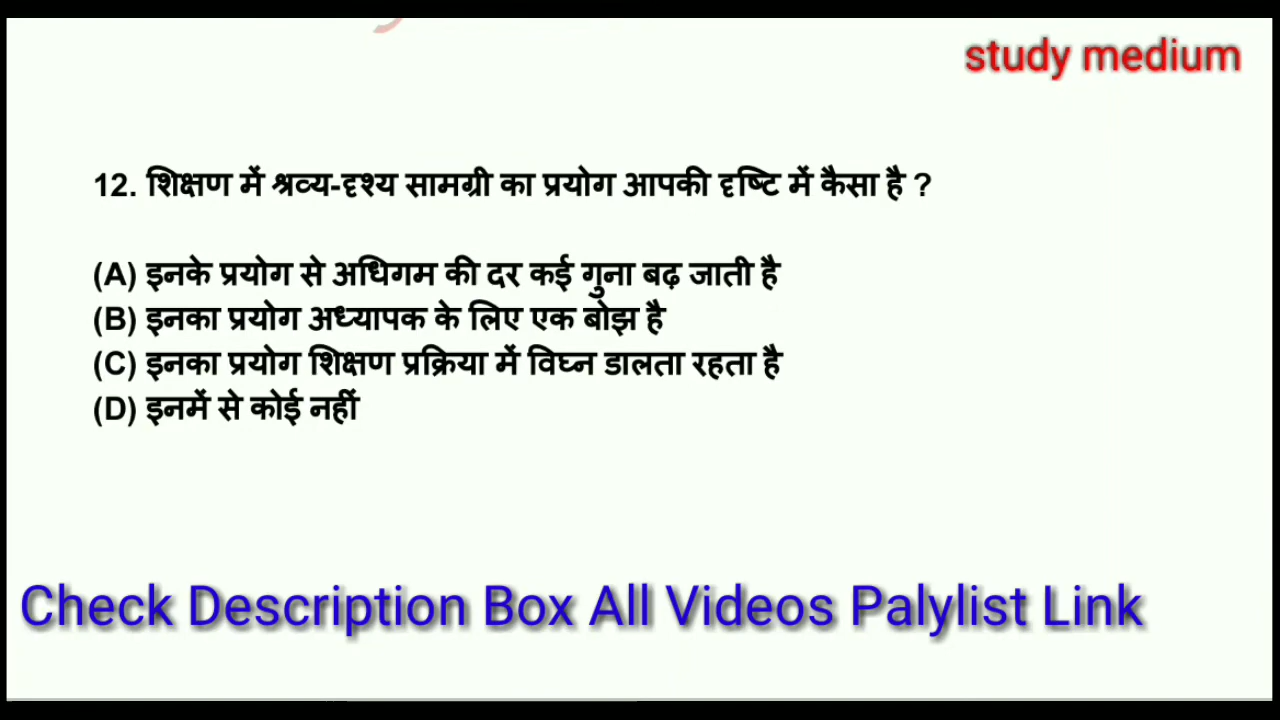 study medium
12. शिक्षण में श्रव्य-दृश्य सामग्री का प्रयोग आपकी दृष्टि में कैसा है ?
(A) इनके प्रयोग से अधिगम की दर कई गुना बढ़ जाती है
(B) इनका प्रयोग अध्यापक के लिए एक बोझ है
(C) इनका प्रयोग शिक्षण प्रक्रिया में विघ्न डालता रहता है
(D) इनमें से कोई नहीं
Check Description Box All Videos Palylist Link